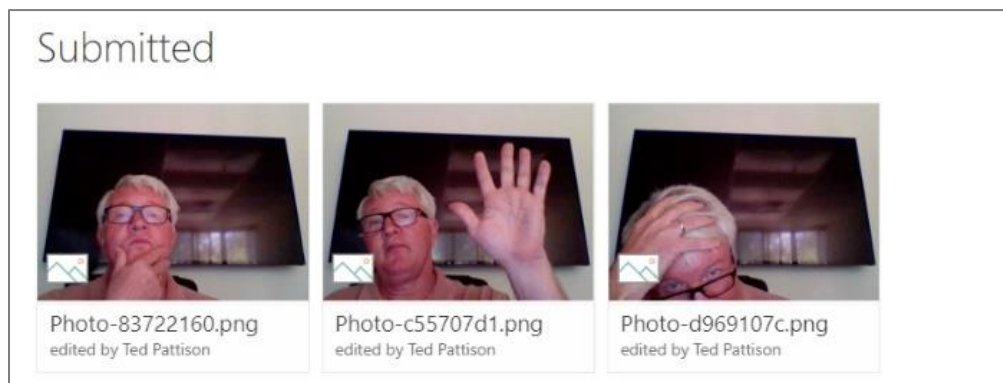 Submitted
Photo-83722160.png
edited by Ted Pattison
Photo-c55707d1.png
edited by Ted Pattison
Photo-d969107c.png
edited by Ted Pattison